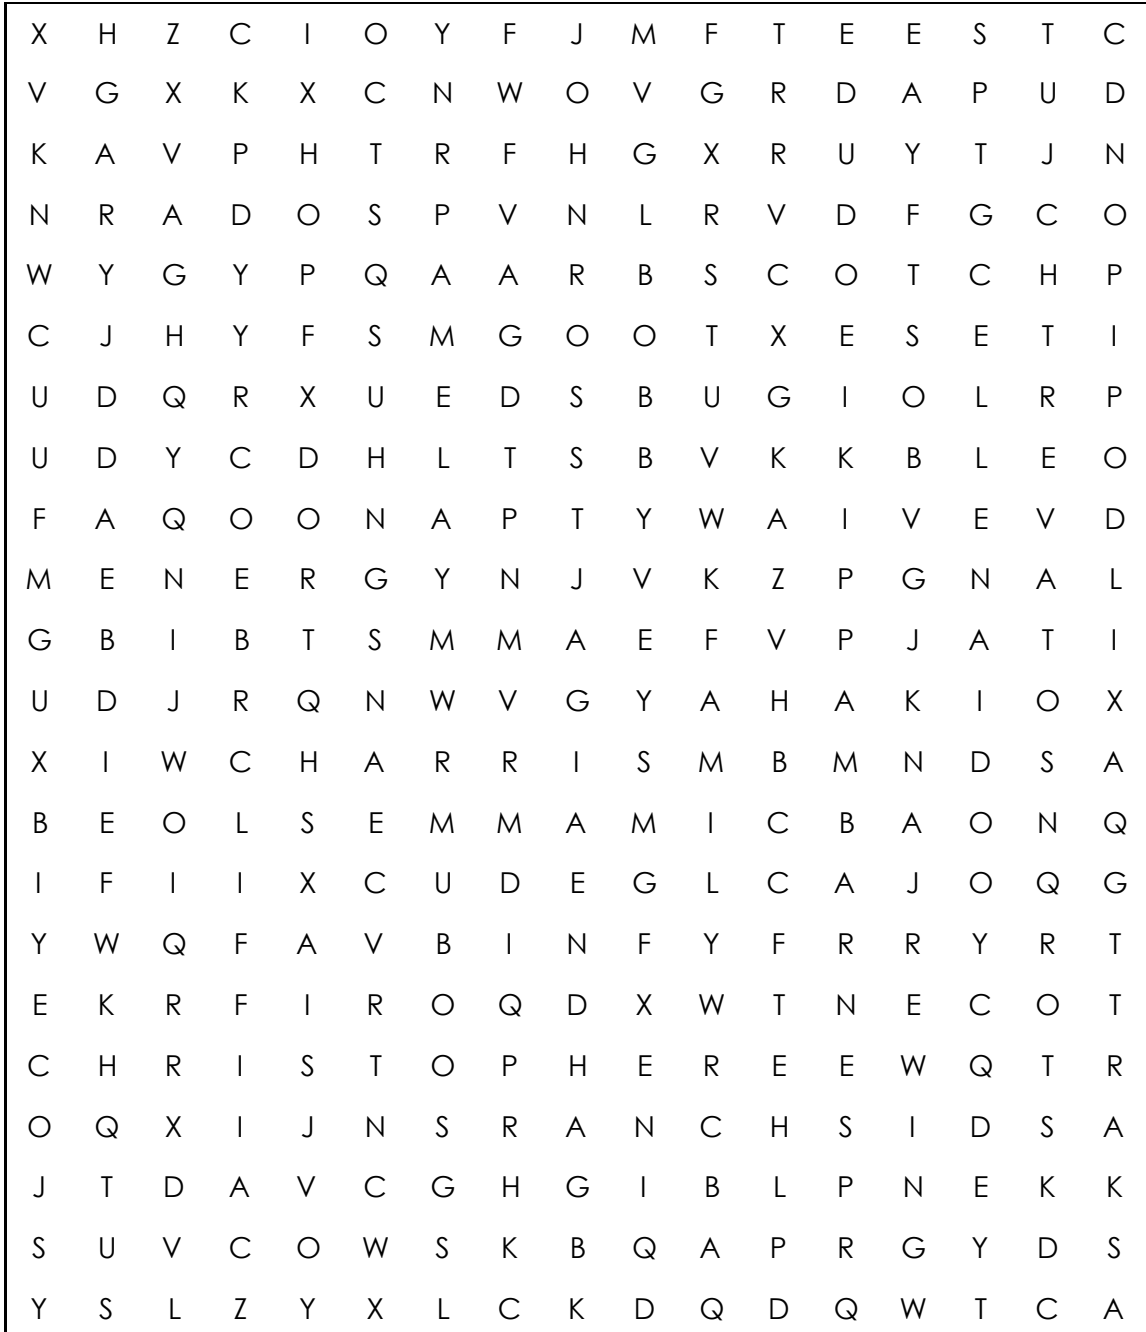 X H Z C I O Y F J M F T E E S T C
V G X K X C N W O V G R D A P U D
K A V P H T R F H G X R U Y T J N
N R A D O S P V N L R V D F G C O
W Y G Y P Q A A R B S C O T C H P
C J H Y F S M G O O T X E S E T I
U D Q R X U E D S B U G I O L R P
U D Y C D H L T S B V K K B L E O
F A Q O O N A P T Y W A I V E V D
M E N E R G Y N J V K Z P G N A L
G B I B T S M M A E F V P J A T I
U D J R Q N W V G Y A H A K I O X
X I W C H A R R I S M B M N D S A
B E O L S E M M A M I C B A O N Q
I F I I X C U D E G L C A J O Q G
Y W Q F A V B I N F Y F R R Y R T
E K R F I R O Q D X W T N E C O T
C H R I S T O P H E R E E W Q T R
O Q X I J N S R A N C H S I D S A
J T D A V C G H G I B L P N E K K
S U V C O W S K B Q A P R G Y D S
Y S L Z Y X L C K D Q D Q W T C A